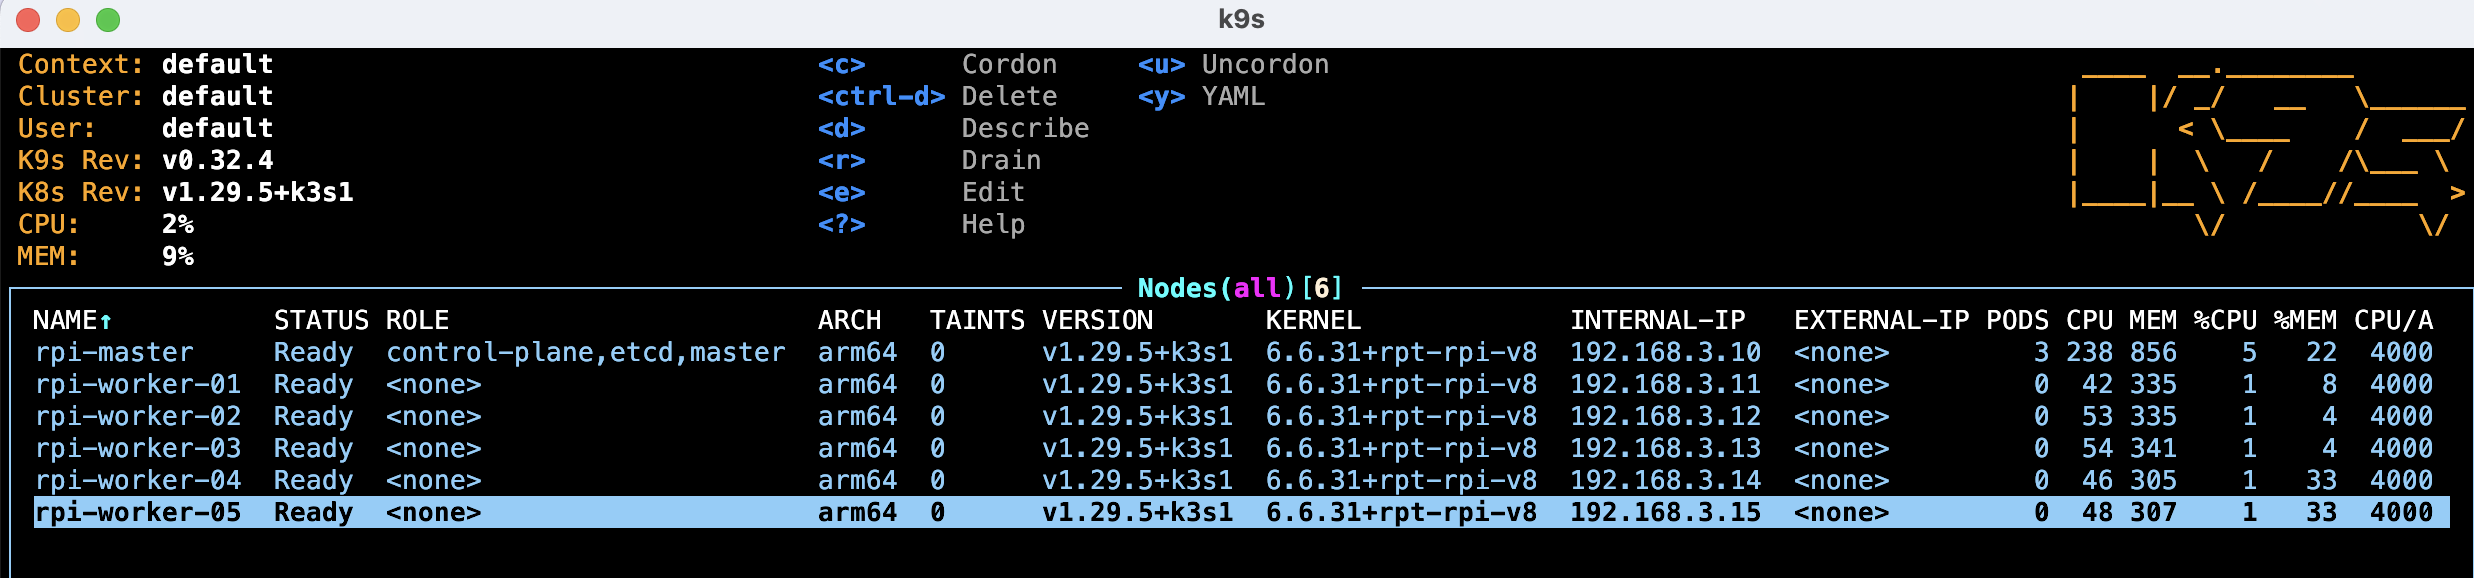 k9s
Context: default <c> Cordon <u> Uncordon
Cluster: default <ctrl-d> Delete <y> YAML
User: default <d> Describe
K9s Rev: v0.32.4 <r> Drain
K8s Rev: v1.29.5+k3s1 <e> Edit
CPU: 2% <?> Help
MEM: 9%
Nodes(all)[6]
NAME↑ STATUS ROLE ARCH TAINTS VERSION KERNEL INTERNAL-IP EXTERNAL-IP PODS CPU MEM %CPU %MEM CPU/A
rpi-master Ready control-plane,etcd,master arm64 0 v1.29.5+k3s1 6.6.31+rpt-rpi-v8 192.168.3.10 <none> 3 238 856 5 22 4000
rpi-worker-01 Ready <none> arm64 0 v1.29.5+k3s1 6.6.31+rpt-rpi-v8 192.168.3.11 <none> 0 42 335 1 8 4000
rpi-worker-02 Ready <none> arm64 0 v1.29.5+k3s1 6.6.31+rpt-rpi-v8 192.168.3.12 <none> 0 53 335 1 4 4000
rpi-worker-03 Ready <none> arm64 0 v1.29.5+k3s1 6.6.31+rpt-rpi-v8 192.168.3.13 <none> 0 54 341 1 4 4000
rpi-worker-04 Ready <none> arm64 0 v1.29.5+k3s1 6.6.31+rpt-rpi-v8 192.168.3.14 <none> 0 46 305 1 33 4000
rpi-worker-05 Ready <none> arm64 0 v1.29.5+k3s1 6.6.31+rpt-rpi-v8 192.168.3.15 <none> 0 48 307 1 33 4000